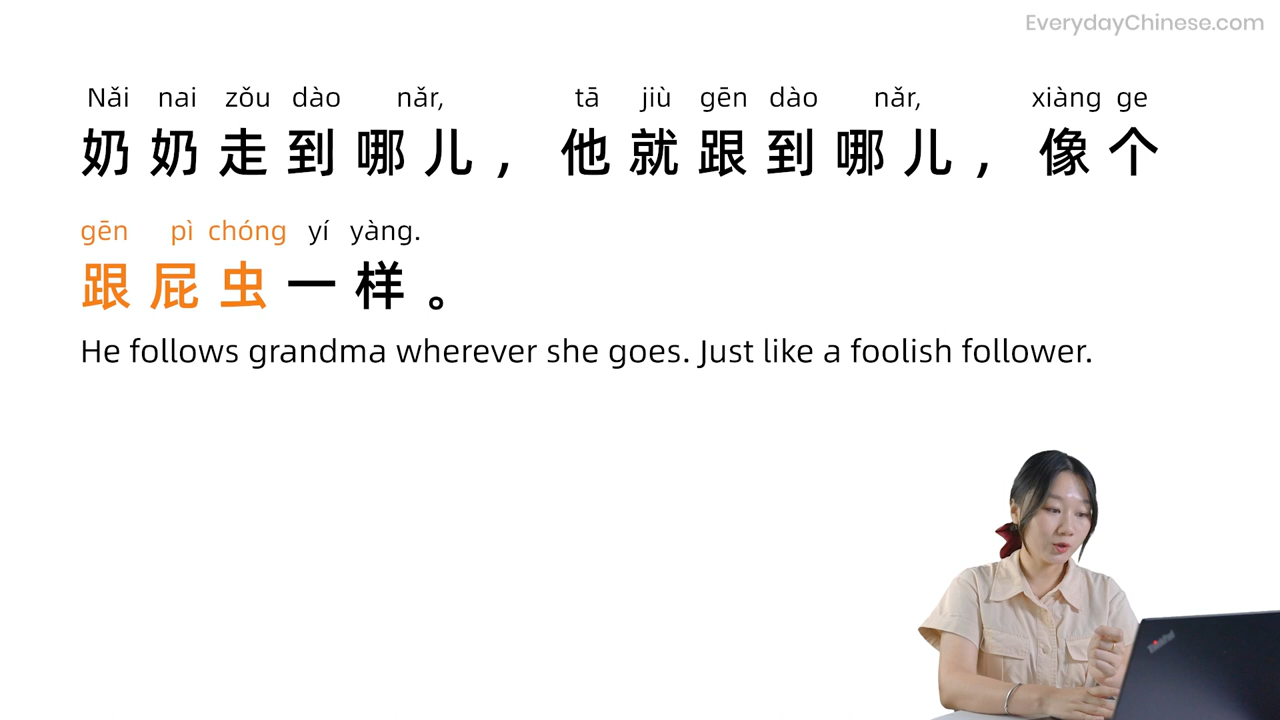 EverydayChinese.com
Nǎi nai zǒu dào nǎr, tā jiù gēn dào nǎr, xiàng ge
奶奶走到哪儿，他就跟到哪儿，像个
gēn pì chóng yí yàng.
跟屁虫一样。
He follows grandma wherever she goes. Just like a foolish follower.
ThinkPad